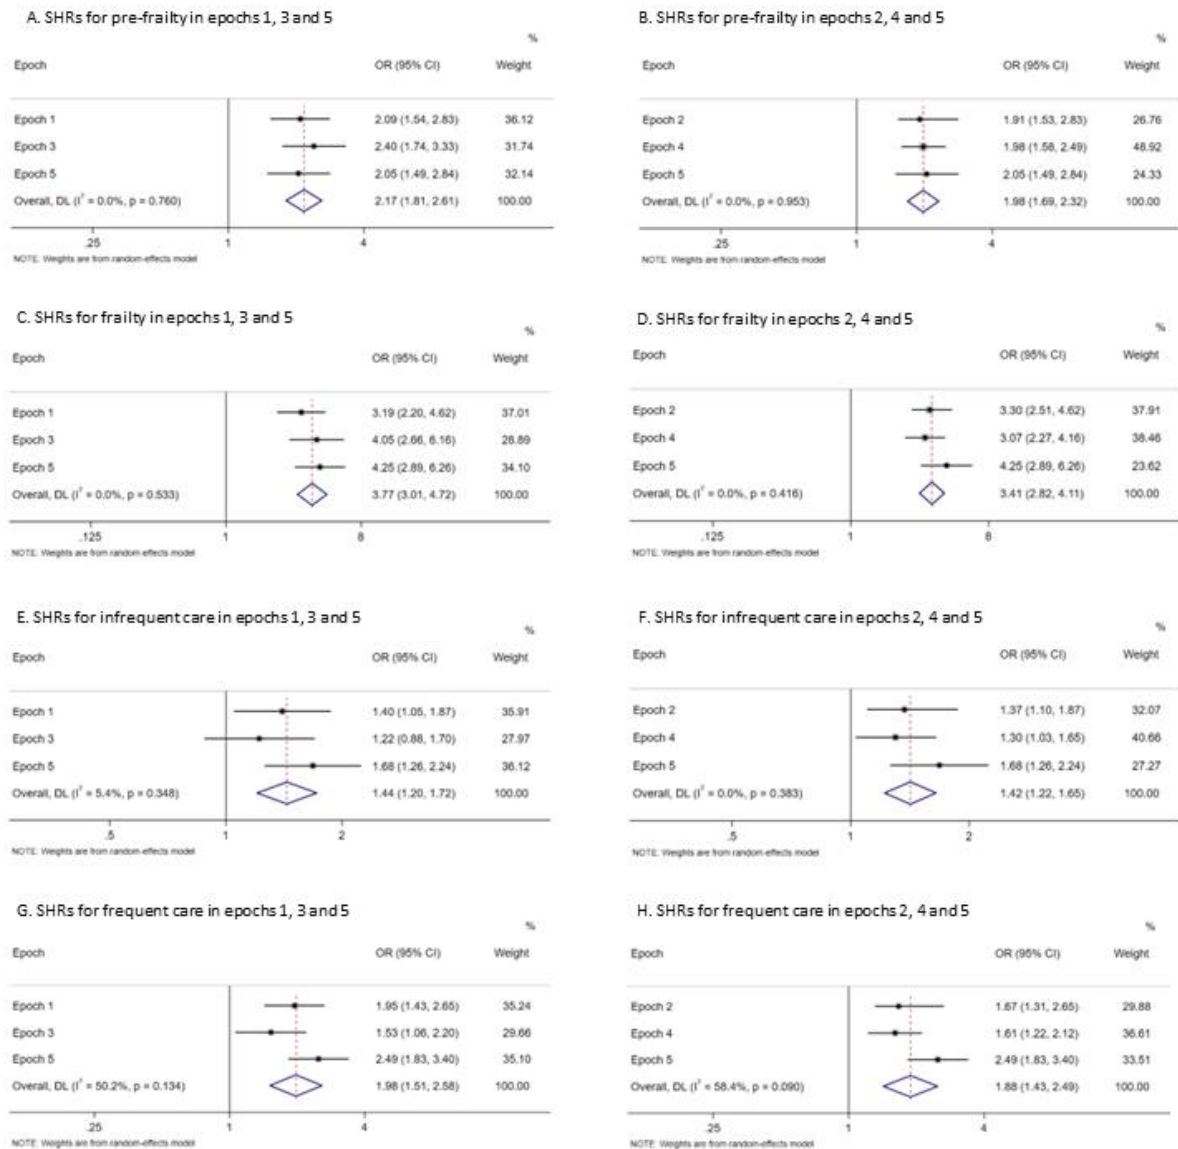 A. SHRs for pre-frailty in epochs 1, 3 and 5
%
Epoch OR (95% CI) Weight
Epoch 1 2.09 (1.54, 2.83) 36.12
Epoch 3 2.40 (1.74, 3.33) 31.74
Epoch 5 2.05 (1.49, 2.84) 32.14
Overall, DL (I² = 0.0%, p = 0.760) 2.17 (1.81, 2.61) 100.00
.25 1 4
NOTE: Weights are from random-effects model
B. SHRs for pre-frailty in epochs 2, 4 and 5
%
Epoch OR (95% CI) Weight
Epoch 2 1.91 (1.53, 2.83) 26.76
Epoch 4 1.98 (1.58, 2.49) 48.92
Epoch 5 2.05 (1.49, 2.84) 24.33
Overall, DL (I² = 0.0%, p = 0.953) 1.98 (1.69, 2.32) 100.00
.25 1 4
NOTE: Weights are from random-effects model
C. SHRs for frailty in epochs 1, 3 and 5
%
Epoch OR (95% CI) Weight
Epoch 1 3.19 (2.20, 4.62) 37.01
Epoch 3 4.05 (2.66, 6.16) 28.89
Epoch 5 4.25 (2.89, 6.26) 34.10
Overall, DL (I² = 0.0%, p = 0.533) 3.77 (3.01, 4.72) 100.00
.125 1 8
NOTE: Weights are from random-effects model
D. SHRs for frailty in epochs 2, 4 and 5
%
Epoch OR (95% CI) Weight
Epoch 2 3.30 (2.51, 4.62) 37.91
Epoch 4 3.07 (2.27, 4.16) 38.46
Epoch 5 4.25 (2.89, 6.26) 23.62
Overall, DL (I² = 0.0%, p = 0.416) 3.41 (2.82, 4.11) 100.00
.125 1 8
NOTE: Weights are from random-effects model
E. SHRs for infrequent care in epochs 1, 3 and 5
%
Epoch OR (95% CI) Weight
Epoch 1 1.40 (1.05, 1.87) 35.91
Epoch 3 1.22 (0.88, 1.70) 27.97
Epoch 5 1.68 (1.26, 2.24) 36.12
Overall, DL (I² = 5.4%, p = 0.348) 1.44 (1.20, 1.72) 100.00
.5 1 2
NOTE: Weights are from random-effects model
F. SHRs for infrequent care in epochs 2, 4 and 5
%
Epoch OR (95% CI) Weight
Epoch 2 1.37 (1.10, 1.87) 32.07
Epoch 4 1.30 (1.03, 1.65) 40.66
Epoch 5 1.68 (1.26, 2.24) 27.27
Overall, DL (I² = 0.0%, p = 0.383) 1.42 (1.22, 1.65) 100.00
.5 1 2
NOTE: Weights are from random-effects model
G. SHRs for frequent care in epochs 1, 3 and 5
%
Epoch OR (95% CI) Weight
Epoch 1 1.95 (1.43, 2.65) 35.24
Epoch 3 1.53 (1.06, 2.20) 29.66
Epoch 5 2.49 (1.83, 3.40) 35.10
Overall, DL (I² = 50.2%, p = 0.134) 1.98 (1.51, 2.58) 100.00
.25 1 4
NOTE: Weights are from random-effects model
H. SHRs for frequent care in epochs 2, 4 and 5
%
Epoch OR (95% CI) Weight
Epoch 2 1.67 (1.31, 2.65) 29.88
Epoch 4 1.61 (1.22, 2.12) 36.61
Epoch 5 2.49 (1.83, 3.40) 33.51
Overall, DL (I² = 58.4%, p = 0.090) 1.88 (1.43, 2.49) 100.00
.25 1 4
NOTE: Weights are from random-effects model